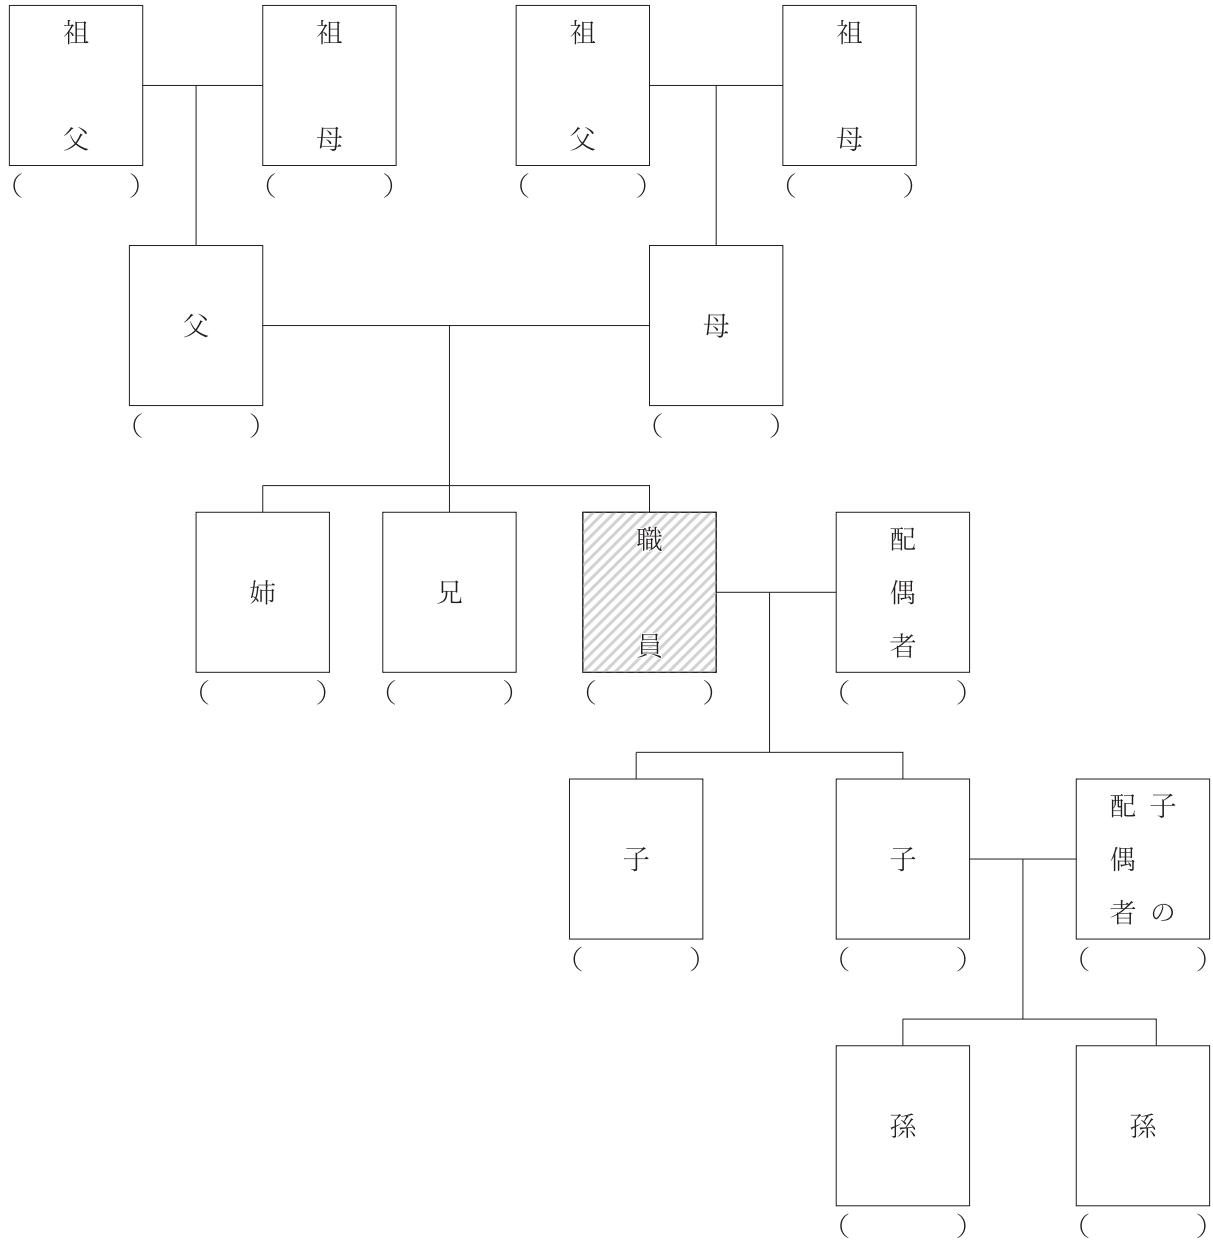 祖父
祖母
祖父
祖母
(　　　)
(　　　)
(　　　)
(　　　)
父
母
(　　　)
(　　　)
姉
兄
職員
配偶者
(　　　)
(　　　)
(　　　)
(　　　)
子
子
子の
配偶者
(　　　)
(　　　)
(　　　)
孫
孫
(　　　)
(　　　)